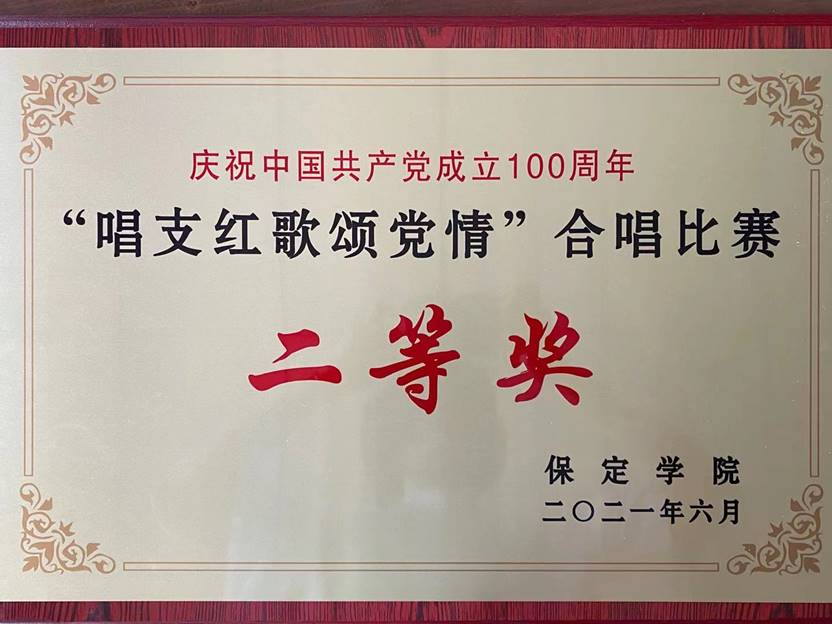 庆祝中国共产党成立100周年
“唱支红歌颂党情”合唱比赛
二等奖
保定学院
二〇二一年六月